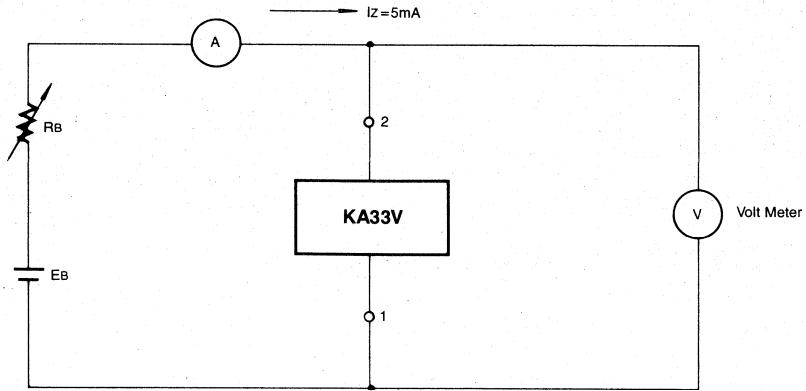 Iz=5mA
A
2
RB
KA33V
V
Volt Meter
EB
1